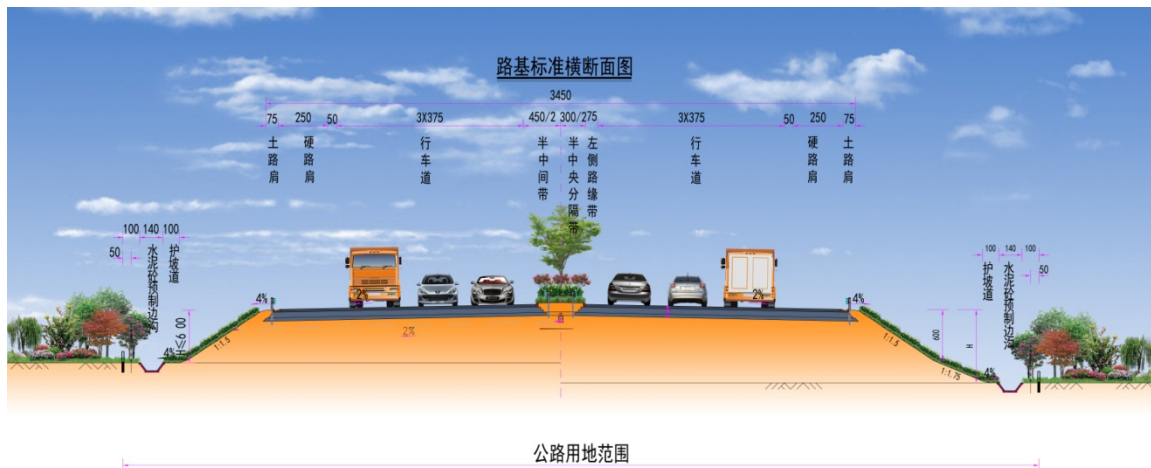 路基标准横断面图
3450
75 250 50 3X375 450/2 300/2 75 3X375 50 250 75
土路肩 硬路肩 行车道 半中间带 半中央分隔带 左侧路缘带 行车道 硬路肩 土路肩
100 140 100
50
水泥砼预制边沟 护坡道
100 140 100
50
护坡道 水泥砼预制边沟
4% 2% 2% 4%
2%
H≤600
1:1.5
4%
1:1.5
600
H
1:1.75
4%
公路用地范围